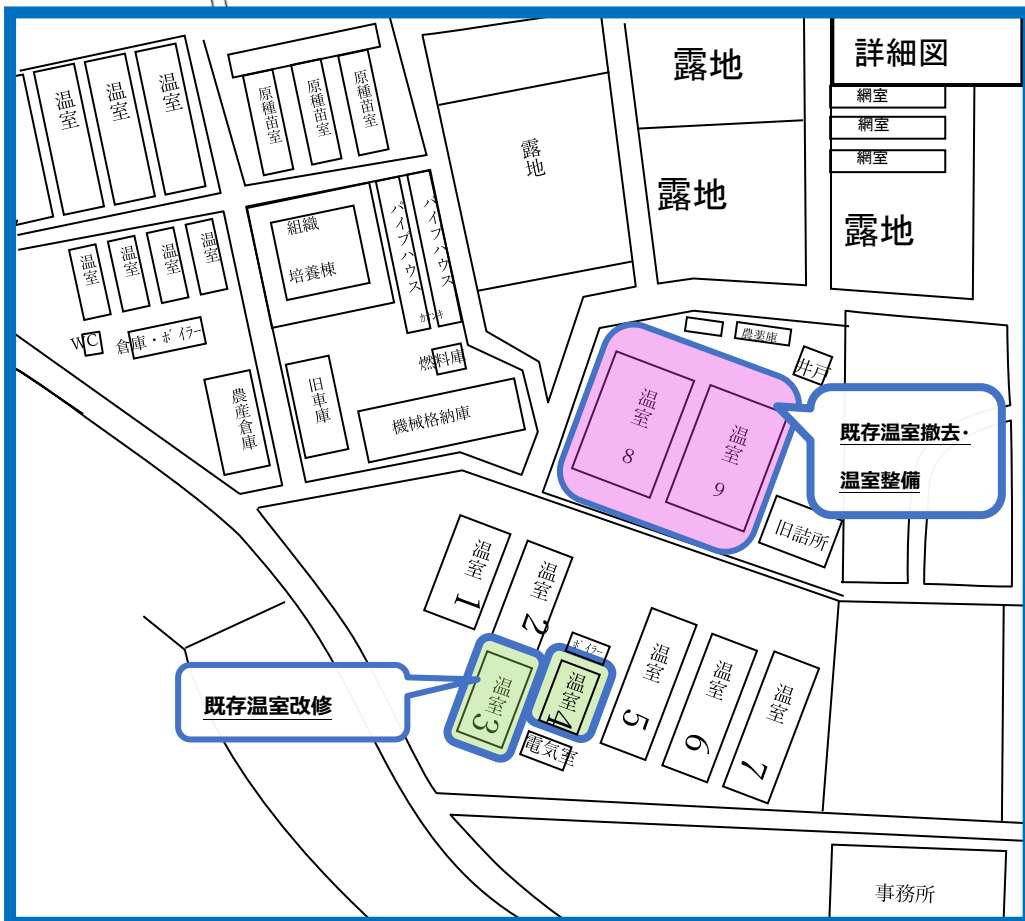 詳細図
露地
網室
網室
網室
温室
温室
温室
原種苗室
原種苗室
原種苗室
露地
露地
露地
組織
培養棟
パイプハウス
パイプハウス
温室
温室
温室
温室
WC
倉庫・ボイラー
燃料庫
農産倉庫
旧車庫
機械格納庫
農薬庫
井戸
温室
8
温室
9
既存温室撤去・
温室整備
旧詰所
温室
1
温室
2
ボイラー
温室
3
温室
4
電気室
温室
5
温室
6
温室
7
既存温室改修
事務所